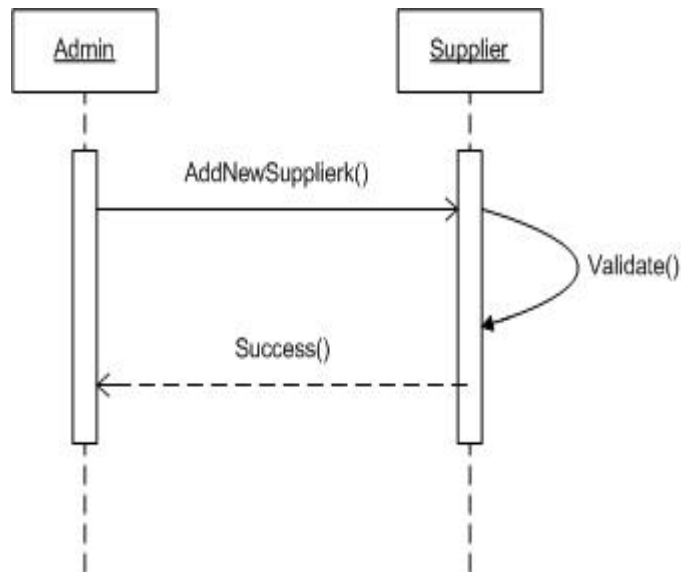 Admin
Supplier
AddNewSupplierk()
Validate()
Success()